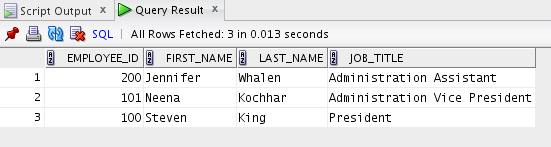 Script Output Query Result
SQL | All Rows Fetched: 3 in 0.013 seconds
EMPLOYEE_ID FIRST_NAME LAST_NAME JOB_TITLE
1 200 Jennifer Whalen Administration Assistant
2 101 Neena Kochhar Administration Vice President
3 100 Steven King President